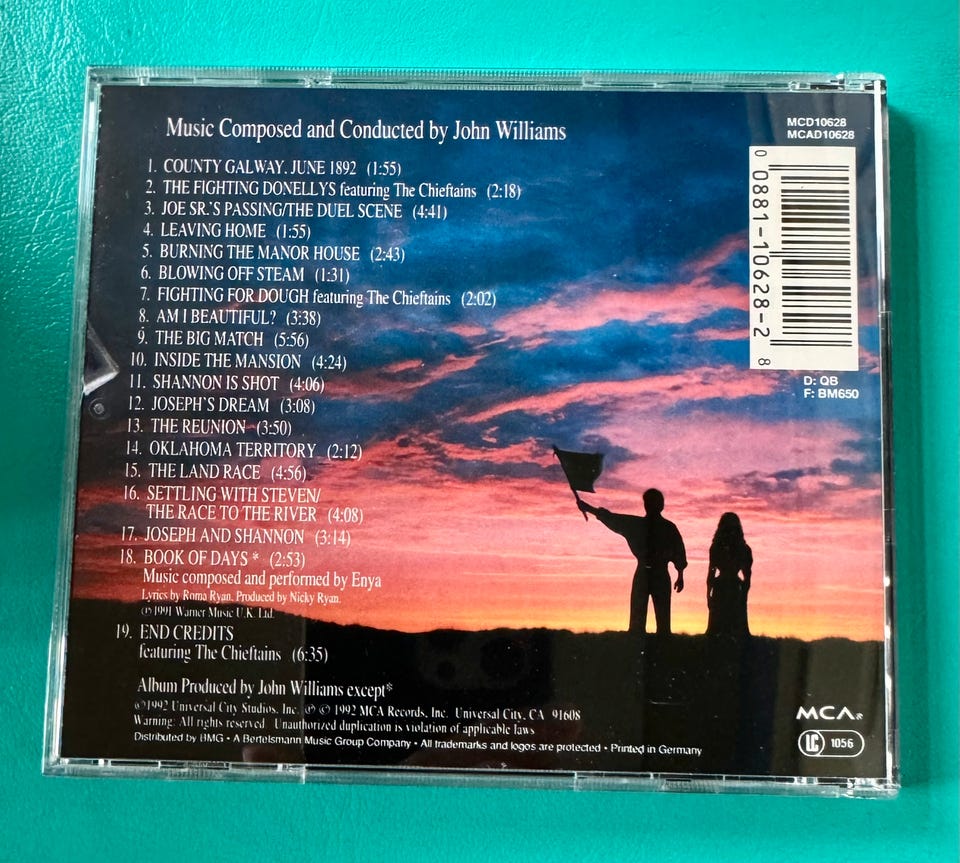 Music Composed and Conducted by John Williams
1. COUNTY GALWAY. JUNE 1892 (1:55)
2. THE FIGHTING DONELLYS featuring The Chieftains (2:18)
3. JOE SR.'S PASSING/THE DUEL SCENE (4:41)
4. LEAVING HOME (1:55)
5. BURNING THE MANOR HOUSE (2:43)
6. BLOWING OFF STEAM (1:31)
7. FIGHTING FOR DOUGH featuring The Chieftains (2:02)
8. AM I BEAUTIFUL? (3:38)
9. THE BIG MATCH (5:56)
10. INSIDE THE MANSION (4:24)
11. SHANNON IS SHOT (4:06)
12. JOSEPH'S DREAM (3:08)
13. THE REUNION (3:50)
14. OKLAHOMA TERRITORY (2:12)
15. THE LAND RACE (4:56)
16. SETTLING WITH STEVEN/
THE RACE TO THE RIVER (4:08)
17. JOSEPH AND SHANNON (3:14)
18. BOOK OF DAYS * (2:53)
Music composed and performed by Enya
Lyrics by Roma Ryan. Produced by Nicky Ryan.
℗ 1991 Warner Music U.K. Ltd.
19. END CREDITS
featuring The Chieftains (6:35)
Album Produced by John Williams except*
©1992 Universal City Studios, Inc. ℗ © 1992 MCA Records, Inc. Universal City, CA 91608
Warning: All rights reserved. Unauthorized duplication is violation of applicable laws
Distributed by BMG • A Bertelsmann Music Group Company • All trademarks and logos are protected • Printed in Germany
MCD10628
MCAD10628
0 0881-10628-2 8
D: QB
F: BM650
MCA®
LC 1056